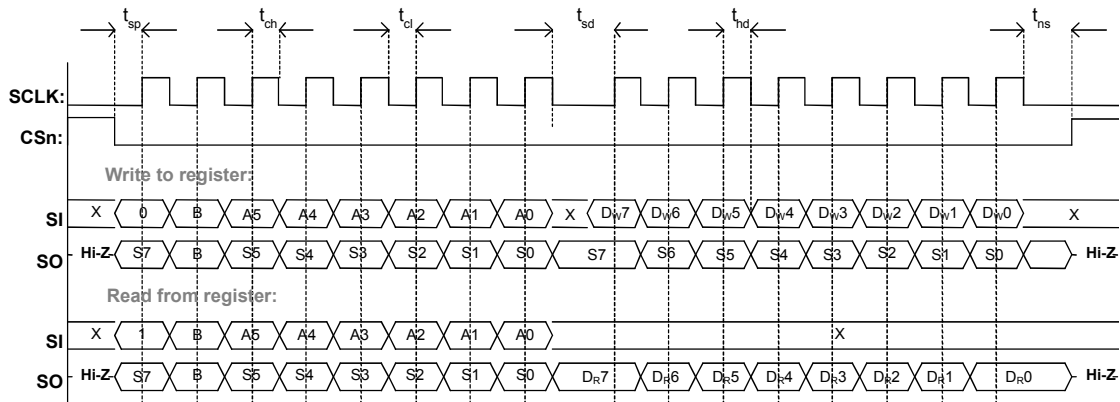 tsp tch tcl tsd thd tns
SCLK:
CSn:
Write to register:
SI X 0 B A5 A4 A3 A2 A1 A0 X DW7 DW6 DW5 DW4 DW3 DW2 DW1 DW0 X
SO Hi-Z S7 B S5 S4 S3 S2 S1 S0 S7 S6 S5 S4 S3 S2 S1 S0 Hi-Z
Read from register:
SI X 1 B A5 A4 A3 A2 A1 A0 X
SO Hi-Z S7 B S5 S4 S3 S2 S1 S0 DR7 DR6 DR5 DR4 DR3 DR2 DR1 DR0 Hi-Z